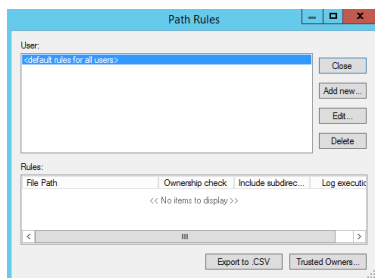 Path Rules
User:
<default rules for all users>
Close
Add new...
Edit...
Delete
Rules:
File Path Ownership check Include subdirec... Log executic
<< No items to display >>
Export to .CSV Trusted Owners...